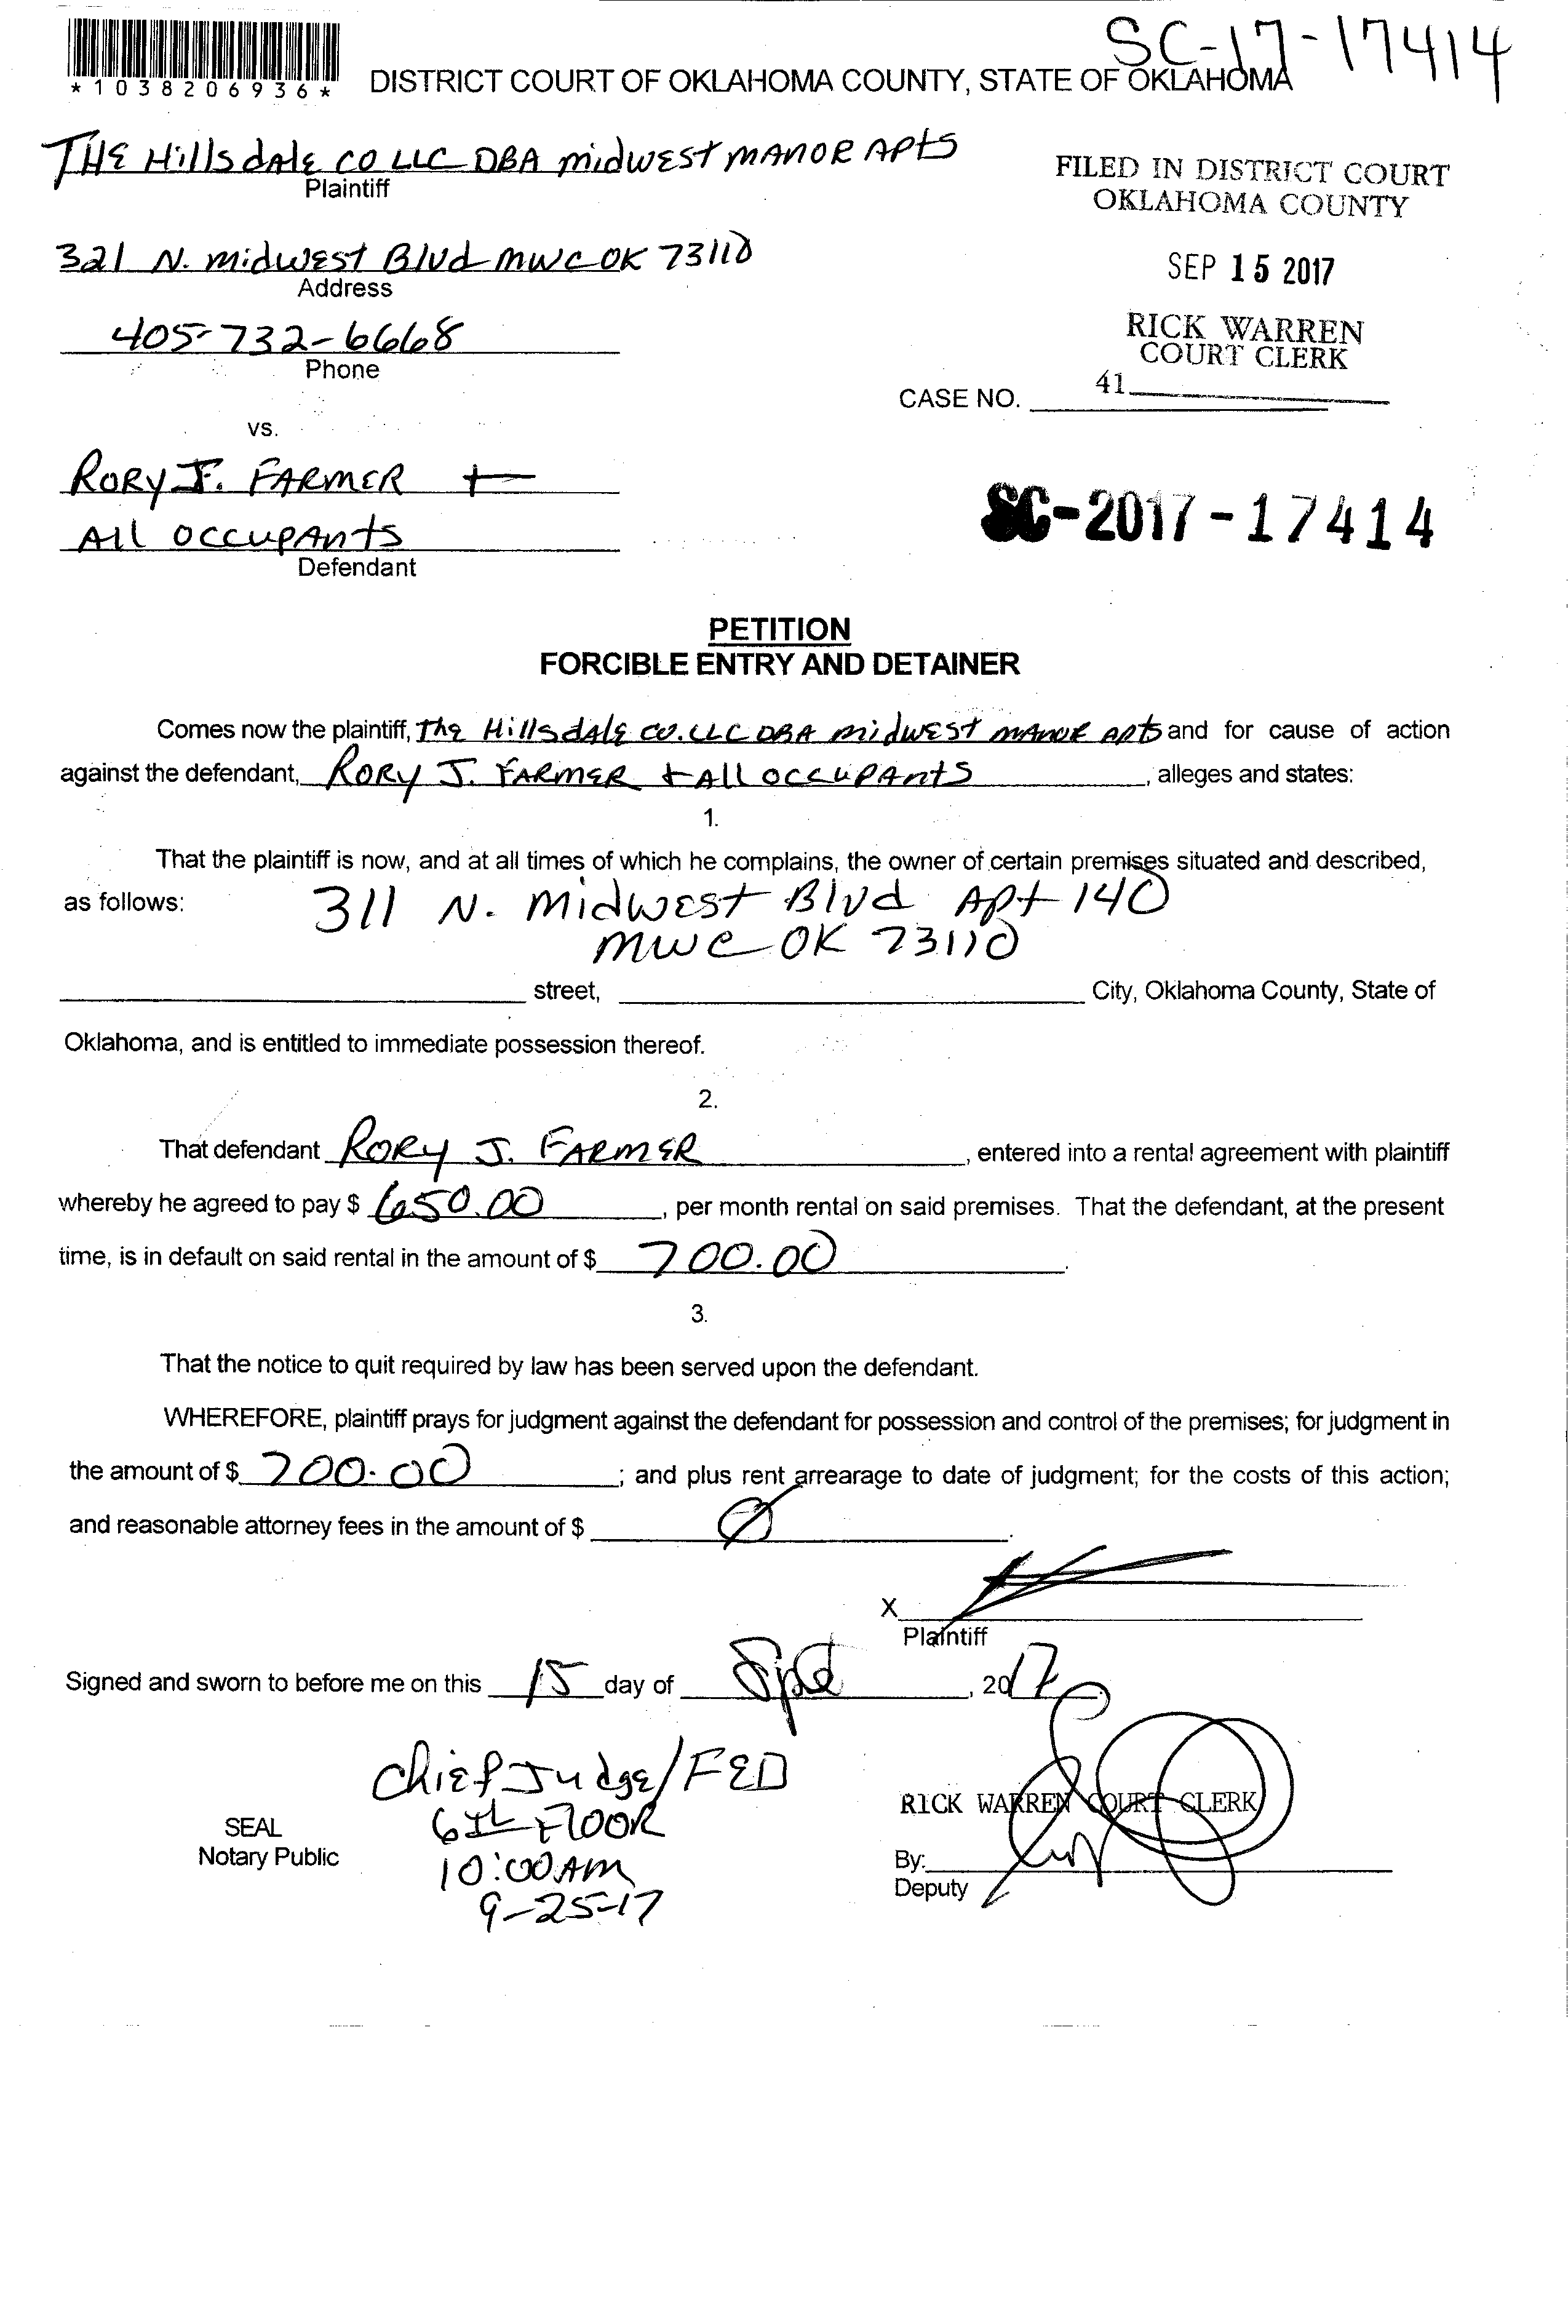 SC-17-17414
*1038206936*
DISTRICT COURT OF OKLAHOMA COUNTY, STATE OF OKLAHOMA
THE Hillsdale CO LLC DBA midwest MANOR APts
Plaintiff
FILED IN DISTRICT COURT
OKLAHOMA COUNTY
321 N. midwest Blvd MWC OK 73110
Address
SEP 15 2017
405-732-6668
Phone
RICK WARREN
COURT CLERK
41
CASE NO.
vs.
RORY J. FARMER +
All OCCUPANTS
Defendant
SC-2017-17414
PETITION
FORCIBLE ENTRY AND DETAINER
Comes now the plaintiff, The Hillsdale CO. LLC DBA midwest MANOR APts and for cause of action
against the defendant, RORY J. FARMER + All OCCUPANTS, alleges and states:
1.
That the plaintiff is now, and at all times of which he complains, the owner of certain premises situated and described,
as follows: 311 N. Midwest Blvd Apt 140
MWC OK 73110
street, City, Oklahoma County, State of
Oklahoma, and is entitled to immediate possession thereof.
2.
That defendant RORY J. FARMER, entered into a rental agreement with plaintiff
whereby he agreed to pay $ 650.00, per month rental on said premises. That the defendant, at the present
time, is in default on said rental in the amount of $ 700.00.
3.
That the notice to quit required by law has been served upon the defendant.
WHEREFORE, plaintiff prays for judgment against the defendant for possession and control of the premises; for judgment in
the amount of $ 700.00; and plus rent arrearage to date of judgment; for the costs of this action;
and reasonable attorney fees in the amount of $ Ø.
X
Plaintiff
Signed and sworn to before me on this 15 day of Sept, 2017.
Chief Judge/FED
6th FLOOR
10:00 AM
9-25-17
SEAL
Notary Public
RICK WARREN COURT CLERK
By:
Deputy